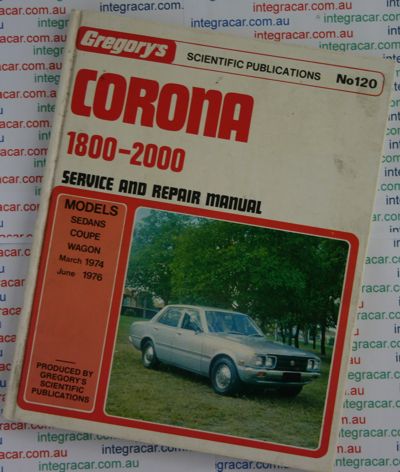 integracar.com.au
Gregory's
SCIENTIFIC PUBLICATIONS
No120
CORONA
1800-2000
SERVICE AND REPAIR MANUAL
MODELS
SEDANS
COUPE
WAGON
March 1974
June 1976
PRODUCED BY
GREGORY'S
SCIENTIFIC
PUBLICATIONS